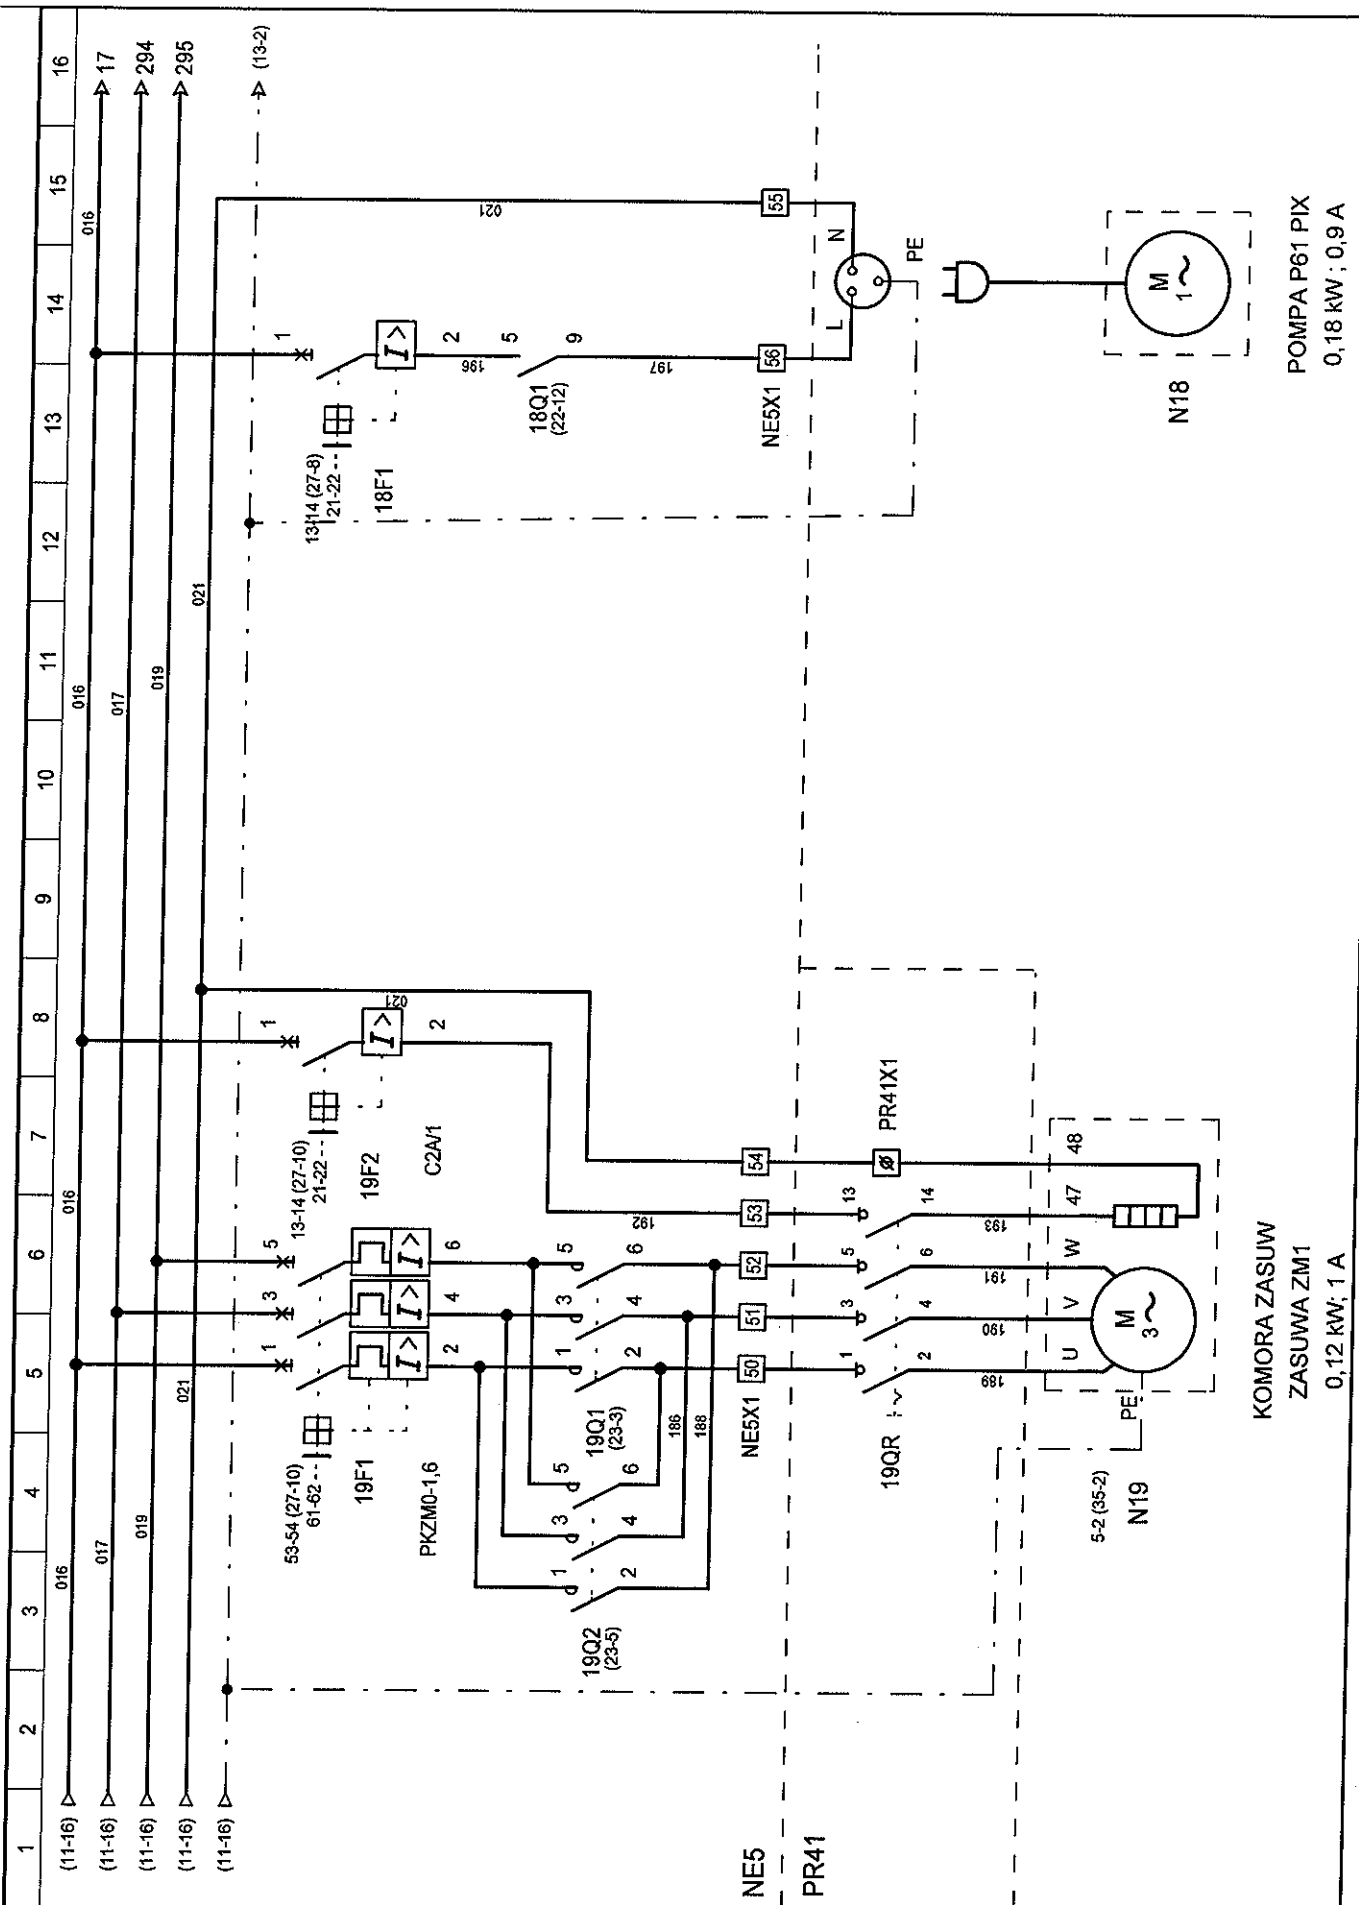 1 2 3 4 5 6 7 8 9 10 11 12 13 14 15 16
(11-16) 016 016 016 016 17
(11-16) 017 017 294
(11-16) 019 019 295
(11-16) 021 021
(11-16) (13-2)
53-54 (27-10)
61-62
19F1
PKZM0-1,6
1 3 5
2 4 6
13-14 (27-10)
21-22
19F2
C2A/1
1
I>
2
021
13-14 (27-8)
21-22
18F1
1
I>
2
196
I> I> I>
19Q2
(23-5)
1 3 5
2 4 6
19Q1
(23-3)
1 3 5
2 4 6
186
188
192
18Q1
(22-12)
5
9
197
021
NE5
NE5X1
50 51 52 53 54
NE5X1
56 55
PR41
19QR
1 3 5 13
2 4 6 14
PR41X1
189 190 191 193
L N
PE
5-2 (35-2)
PE
U V W 47 48
N19
M
3~
N18
M
1~
KOMORA ZASUW
ZASUWA ZM1
0,12 kW; 1 A
POMPA P61 PIX
0,18 kW; 0,9 A